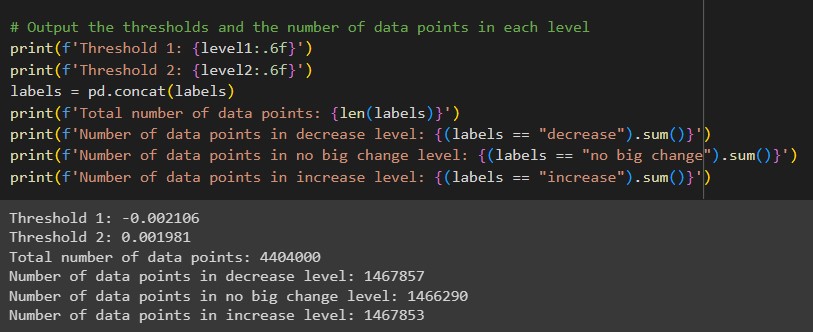 # Output the thresholds and the number of data points in each level
print(f'Threshold 1: {level1:.6f}')
print(f'Threshold 2: {level2:.6f}')
labels = pd.concat(labels)
print(f'Total number of data points: {len(labels)}')
print(f'Number of data points in decrease level: {(labels == "decrease").sum()}')
print(f'Number of data points in no big change level: {(labels == "no big change").sum()}')
print(f'Number of data points in increase level: {(labels == "increase").sum()}')
Threshold 1: -0.002106
Threshold 2: 0.001981
Total number of data points: 4404000
Number of data points in decrease level: 1467857
Number of data points in no big change level: 1466290
Number of data points in increase level: 1467853